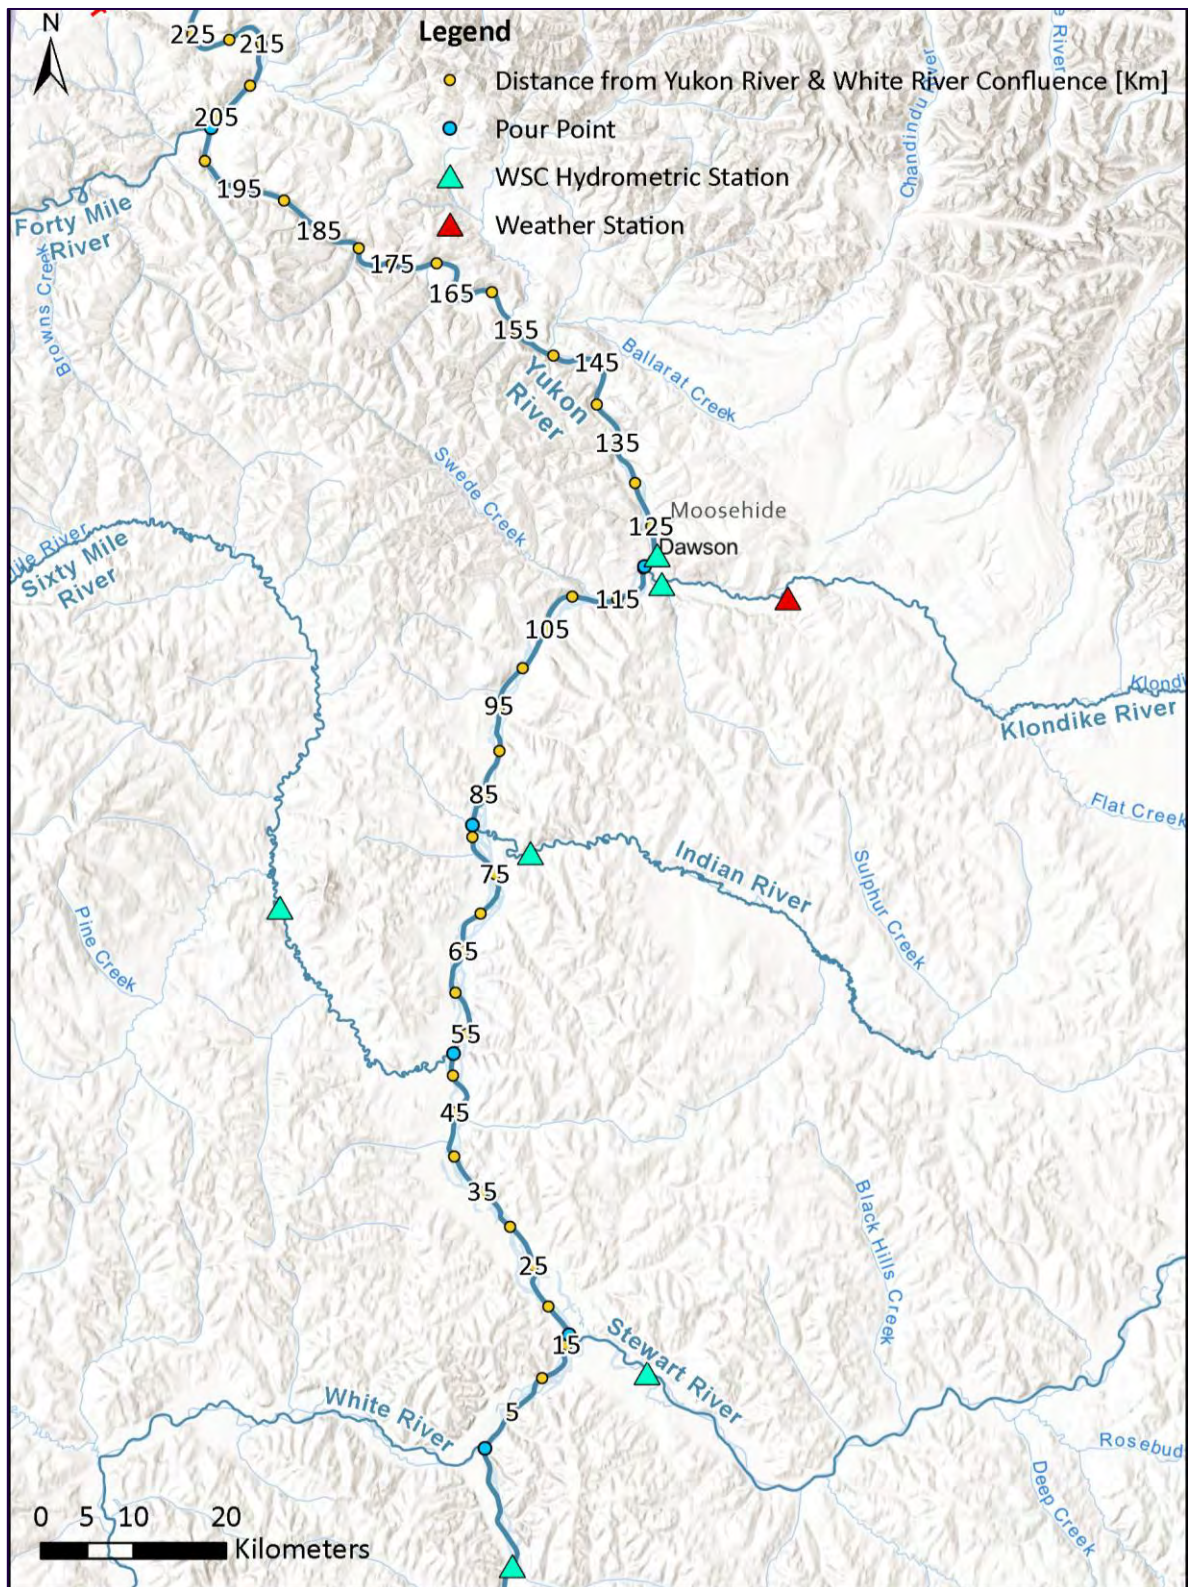 N
Legend
Distance from Yukon River & White River Confluence [Km]
Pour Point
WSC Hydrometric Station
Weather Station
225
215
205
195
185
175
165
155
145
135
125
115
105
95
85
75
65
55
45
35
25
15
5
Forty Mile
River
Browns Creek
Chandindu River
River
Ballarat Creek
Yukon
River
Swede Creek
Moosehide
Dawson
River
Sixty Mile
River
Klondike River
Flat Creek
Indian River
Sulphur Creek
Pine Creek
Black Hills Creek
Stewart River
White River
Rosebud
Deep Creek
0 5 10 20
Kilometers